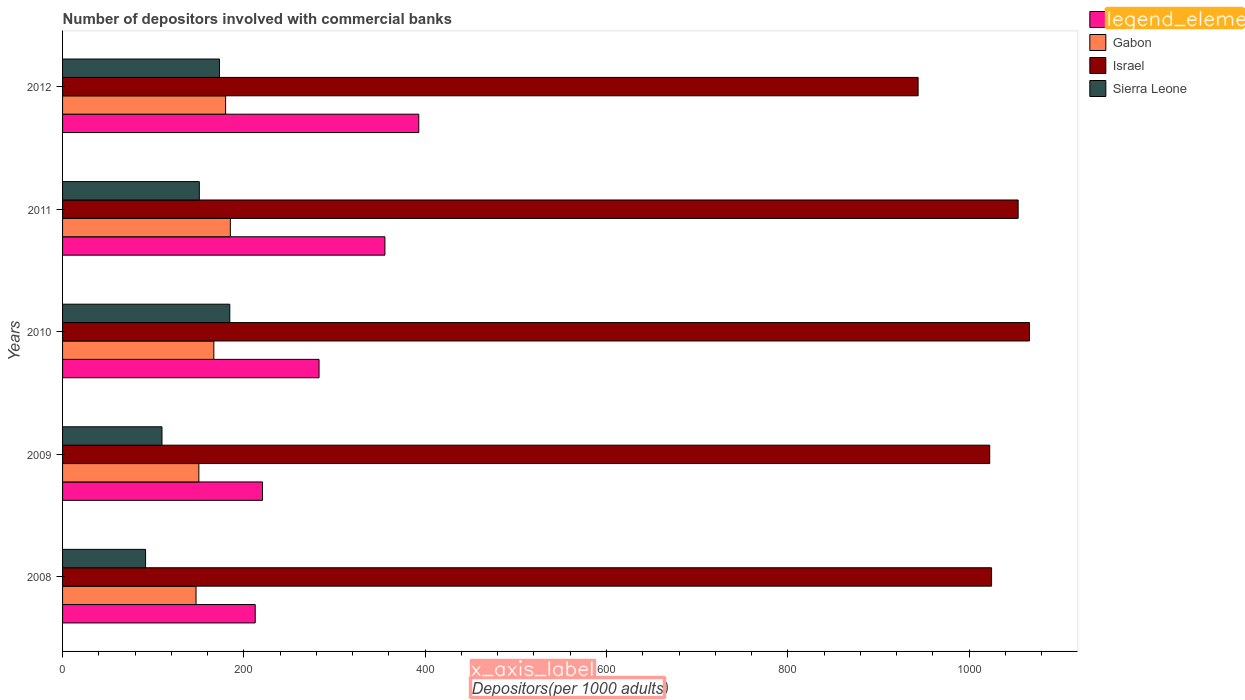 Number of depositors involved with commercial banks
legend_eleme
Gabon
Israel
Sierra Leone
2012
2011
2010
2009
2008
Years
0
200
400
600
800
1000
x_axis_label
Depositors(per 1000 adults)